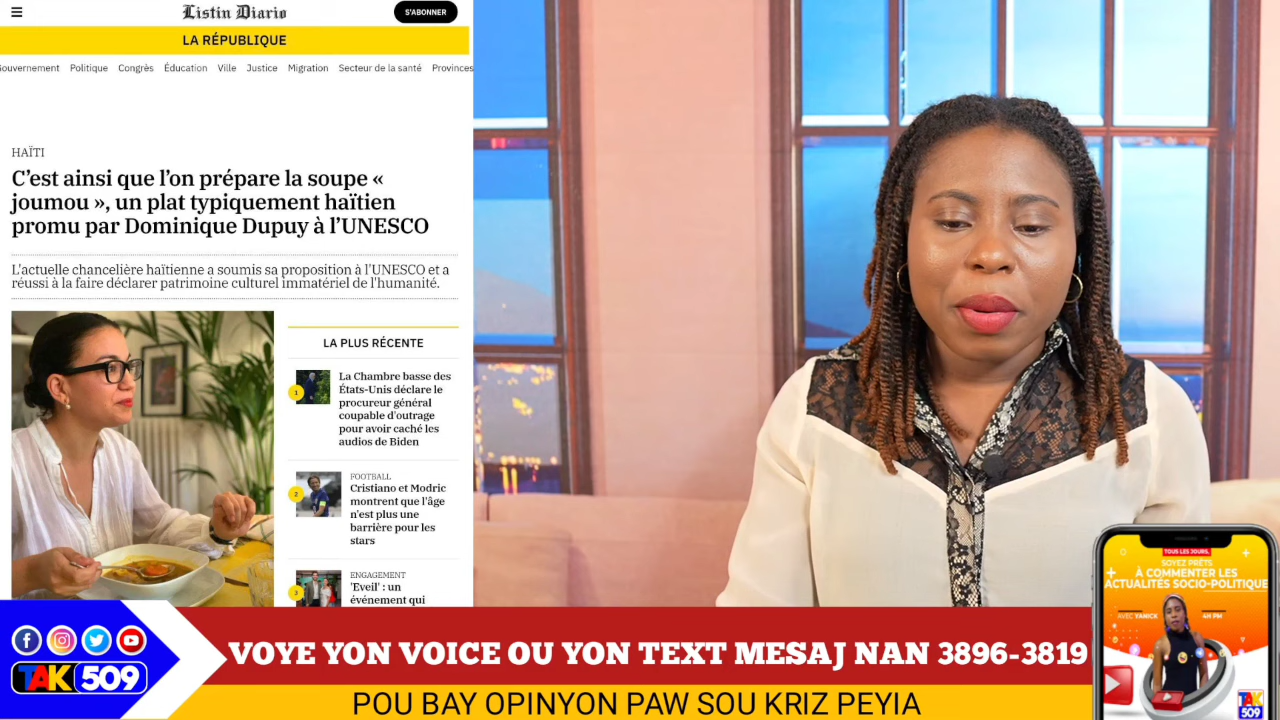 Listin Diario
S'ABONNER
LA RÉPUBLIQUE
Gouvernement Politique Congrès Éducation Ville Justice Migration Secteur de la santé Provinces
HAÏTI
C'est ainsi que l'on prépare la soupe «
joumou », un plat typiquement haïtien
promu par Dominique Dupuy à l'UNESCO
L'actuelle chancelière haïtienne a soumis sa proposition à l'UNESCO et a
réussi à la faire déclarer patrimoine culturel immatériel de l'humanité.
LA PLUS RÉCENTE
1
La Chambre basse des
États-Unis déclare le
procureur général
coupable d'outrage
pour avoir caché les
audios de Biden
2
FOOTBALL
Cristiano et Modric
montrent que l'âge
n'est plus une
barrière pour les
stars
3
ENGAGEMENT
'Eveil' : un
événement qui
TAK 509
VOYE YON VOICE OU YON TEXT MESAJ NAN 3896-3819
POU BAY OPINYON PAW SOU KRIZ PEYIA
TOUS LES JOURS,
SOYEZ PRÊTS
À COMMENTER LES
ACTUALITÉS SOCIO-POLITIQUE
AVEC YANICK
4H PM
TAK
509